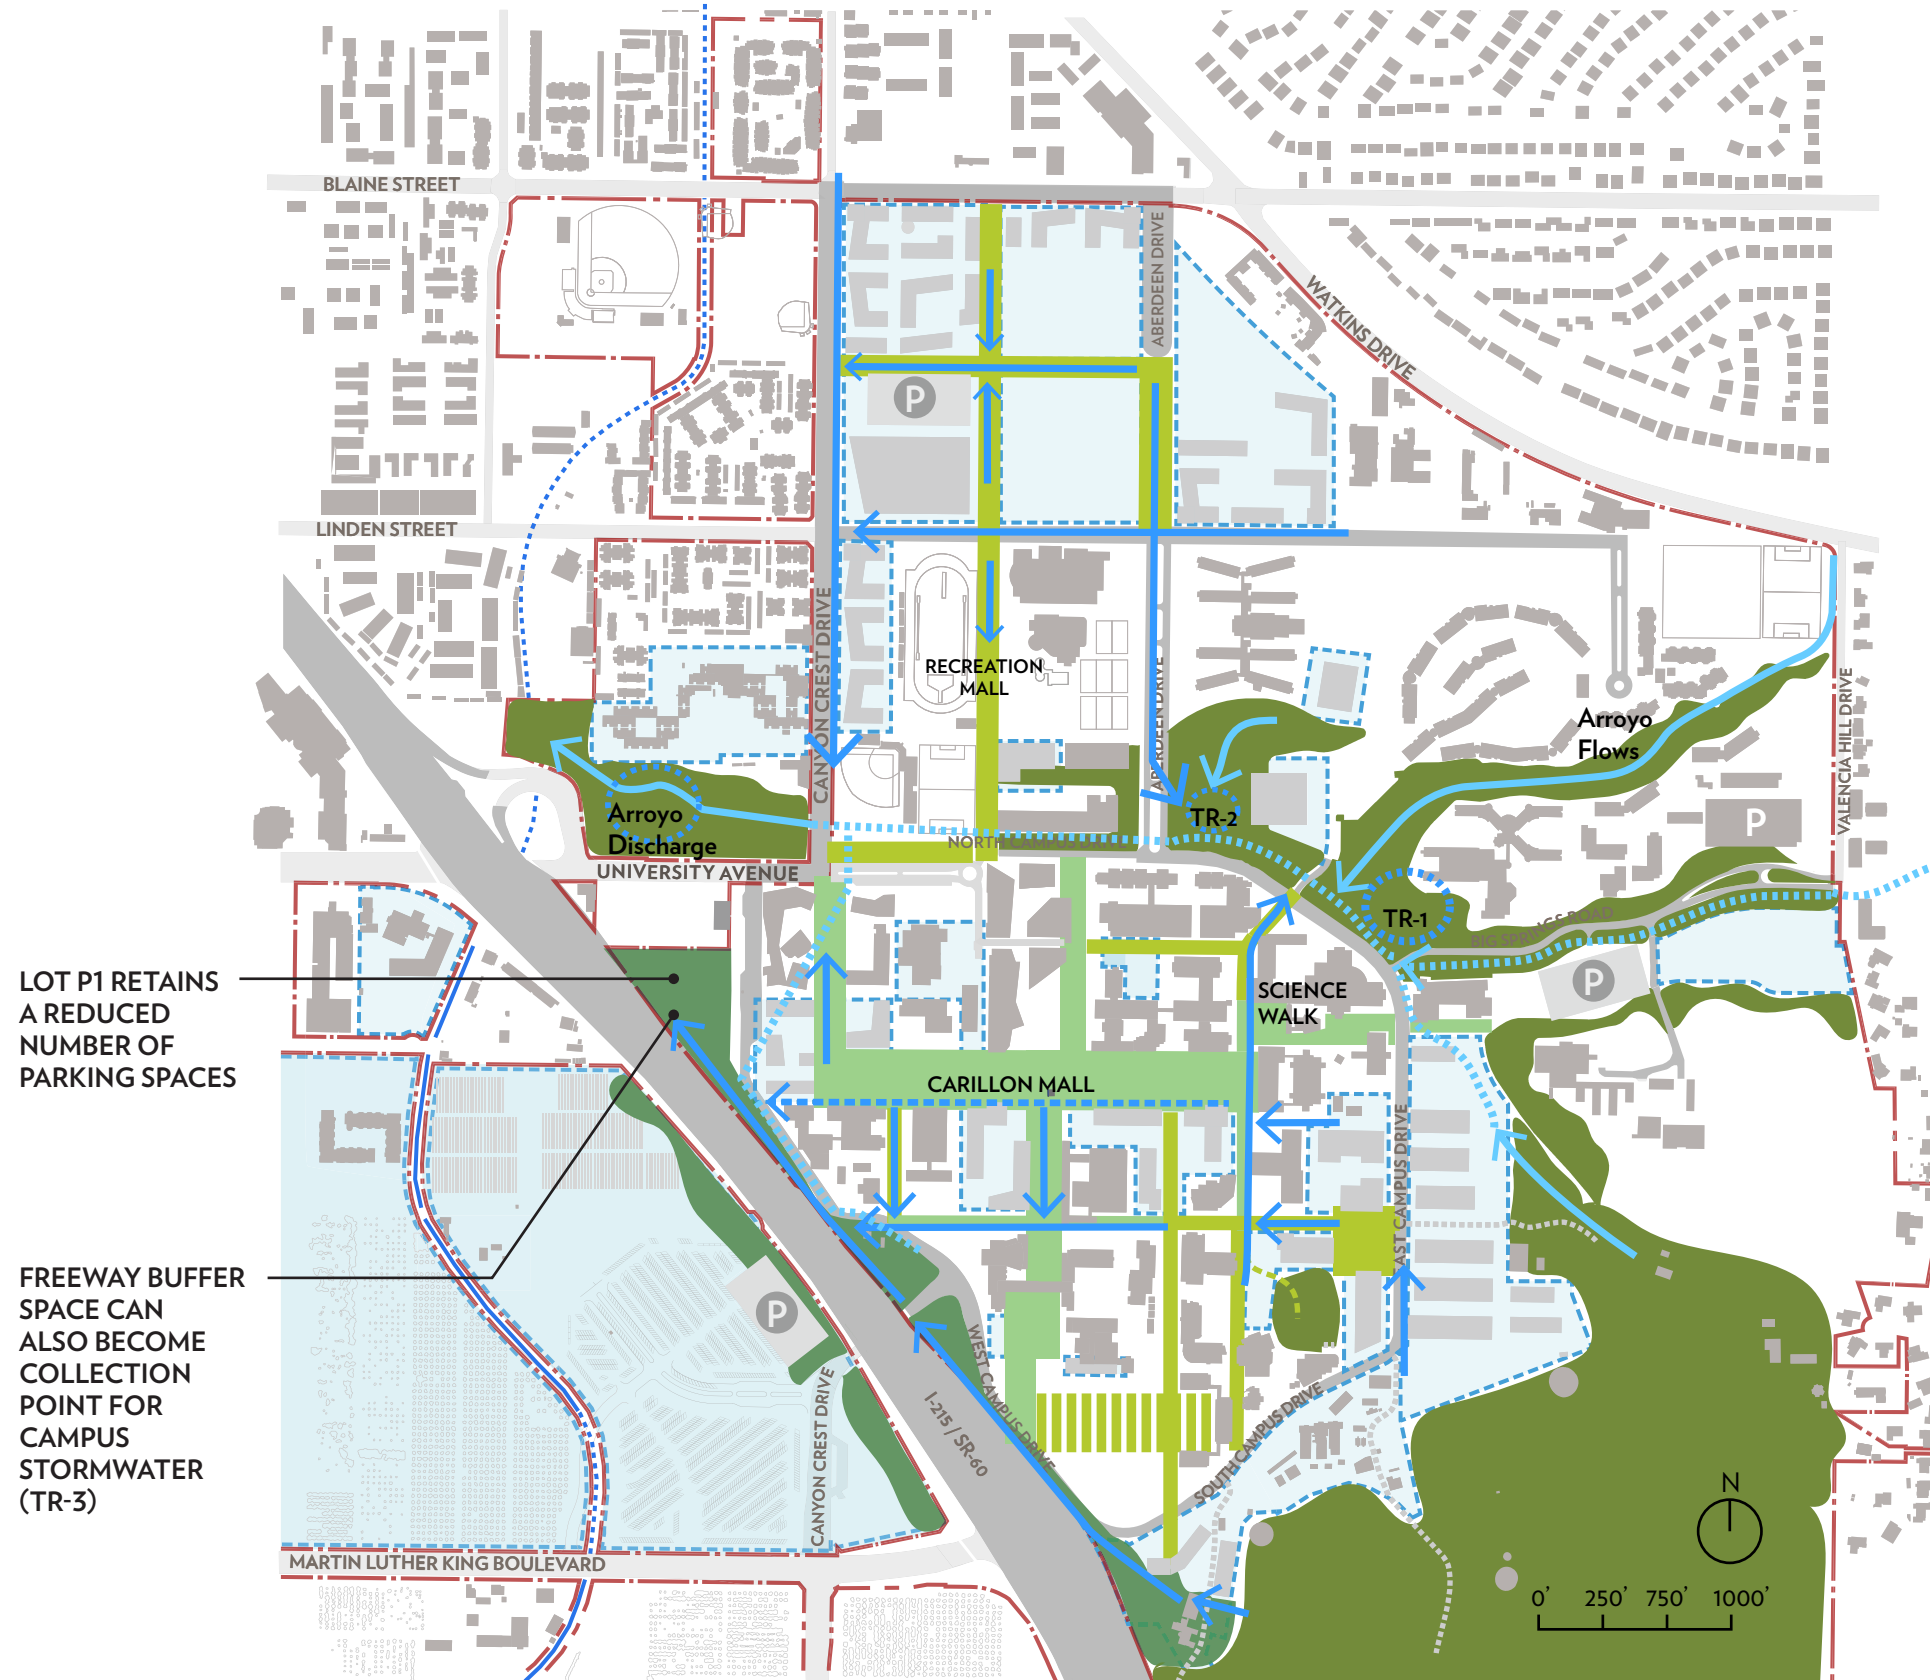 BLAINE STREET
ABERDEEN DRIVE
WATKINS DRIVE
P
LINDEN STREET
CANYON CREST DRIVE
RECREATION
MALL
ABERDEEN DRIVE
Arroyo
Flows
VALENCIA HILL DRIVE
Arroyo
Discharge
TR-2
P
NORTH CAMPUS DRIVE
UNIVERSITY AVENUE
TR-1
BIG SPRINGS ROAD
P
LOT P1 RETAINS
A REDUCED
NUMBER OF
PARKING SPACES
SCIENCE
WALK
CARILLON MALL
EAST CAMPUS DRIVE
FREEWAY BUFFER
SPACE CAN
ALSO BECOME
COLLECTION
POINT FOR
CAMPUS
STORMWATER
(TR-3)
P
WEST CAMPUS DRIVE
I-215 / SR-60
CANYON CREST DRIVE
SOUTH CAMPUS DRIVE
MARTIN LUTHER KING BOULEVARD
N
0' 250' 750' 1000'